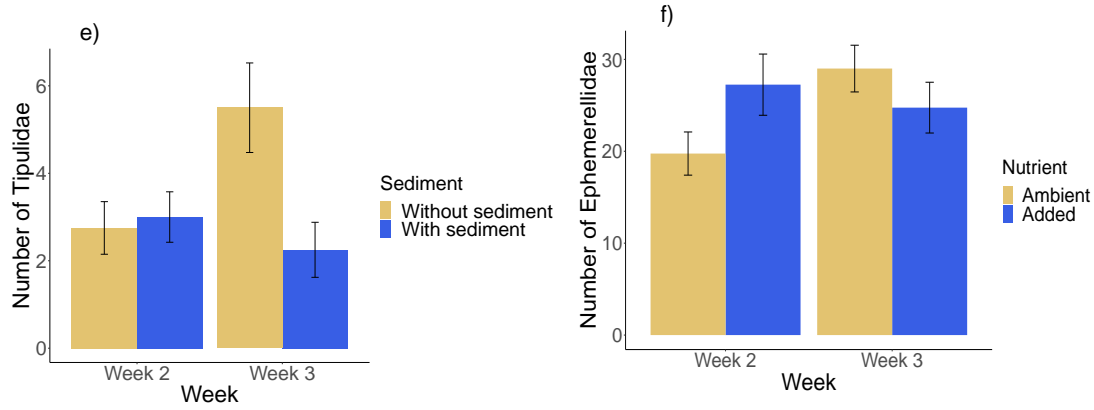 e)
Number of Tipulidae
6
4
2
0
Week 2
Week 3
Week
Sediment
Without sediment
With sediment
f)
Number of Ephemerellidae
30
20
10
0
Week 2
Week 3
Week
Nutrient
Ambient
Added